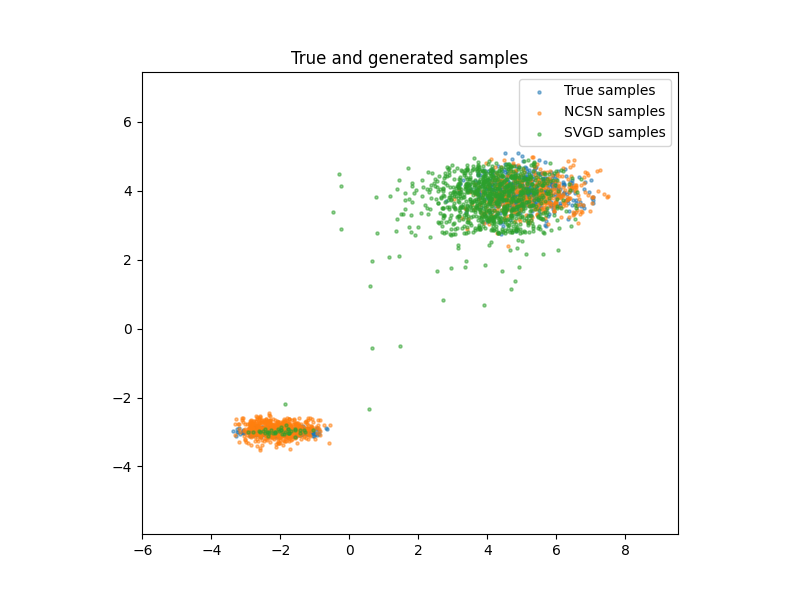 True and generated samples
True samples
NCSN samples
SVGD samples
6
4
2
0
−2
−4
−6 −4 −2 0 2 4 6 8